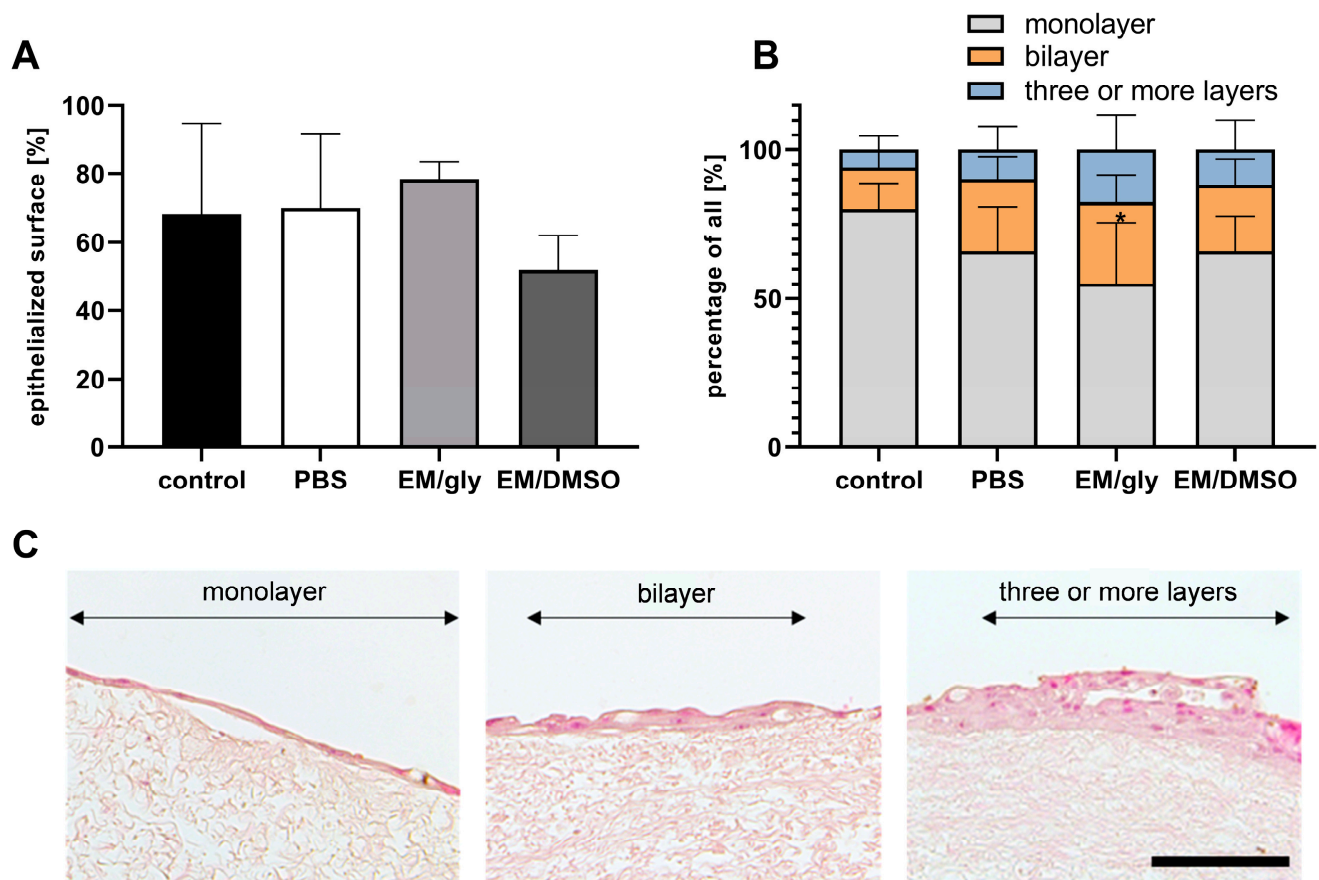 A
epithelialized surface [%]
100
80
60
40
20
0
control PBS EM/gly EM/DMSO
B
monolayer
bilayer
three or more layers
percentage of all [%]
100
50
0
*
control PBS EM/gly EM/DMSO
C
monolayer
bilayer
three or more layers